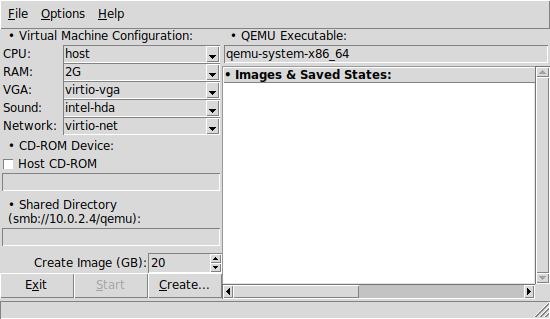 File Options Help
• Virtual Machine Configuration:
CPU: host
RAM: 2G
VGA: virtio-vga
Sound: intel-hda
Network: virtio-net
• CD-ROM Device:
Host CD-ROM
• Shared Directory
(smb://10.0.2.4/qemu):
Create Image (GB): 20
Exit Start Create...
• QEMU Executable:
qemu-system-x86_64
• Images & Saved States: